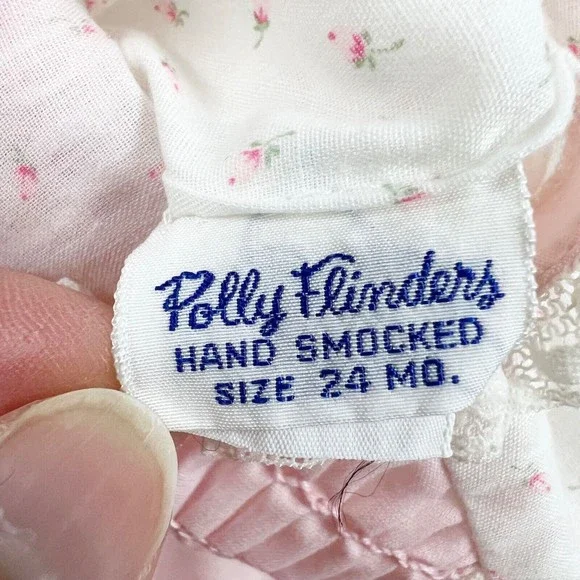 Polly Flinders
HAND SMOCKED
SIZE 24 MO.